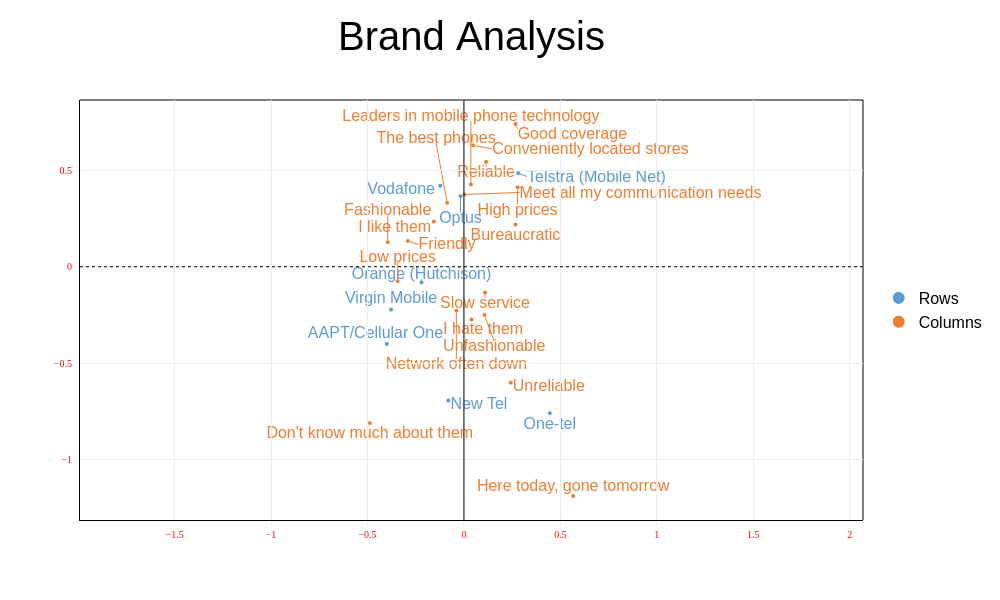 Brand Analysis
Leaders in mobile phone technology
Good coverage
The best phones
Conveniently located stores
0.5
Reliable
Telstra (Mobile Net)
Vodafone
Meet all my communication needs
Fashionable
High prices
Optus
I like them
Bureaucratic
Friendly
Low prices
0
Orange (Hutchison)
Virgin Mobile
Rows
Slow service
Columns
I hate them
AAPT/Cellular One
Unfashionable
−0.5
Network often down
Unreliable
New Tel
One-tel
Don't know much about them
−1
Here today, gone tomorrow
−1.5
−1
−0.5
0
0.5
1
1.5
2